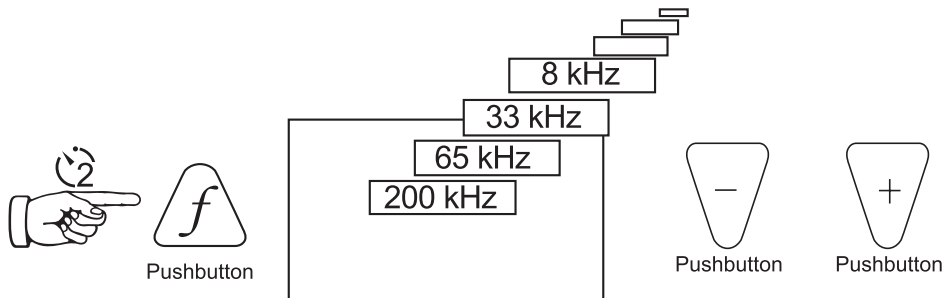 8 kHz
33 kHz
65 kHz
200 kHz
2
f
Pushbutton
−
Pushbutton
+
Pushbutton